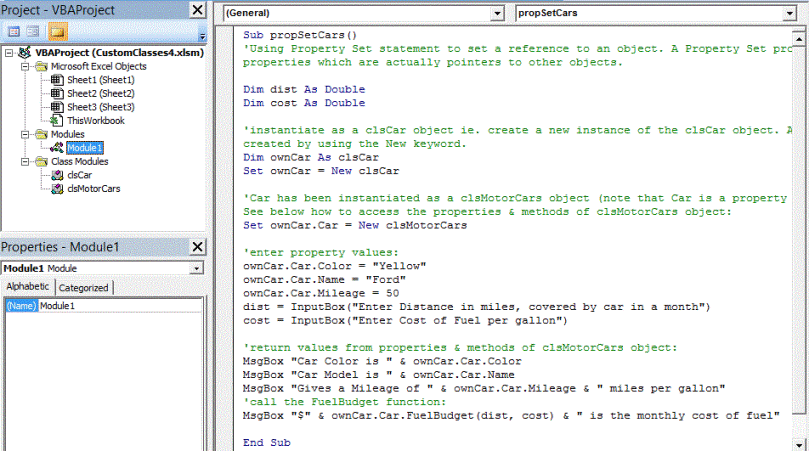 Project - VBAProject
VBAProject (CustomClasses4.xlsm)
Microsoft Excel Objects
Sheet1 (Sheet1)
Sheet2 (Sheet2)
Sheet3 (Sheet3)
ThisWorkbook
Modules
Module1
Class Modules
clsCar
clsMotorCars
Properties - Module1
Module1 Module
Alphabetic Categorized
(Name) Module1
(General) propSetCars
Sub propSetCars()
'Using Property Set statement to set a reference to an object. A Property Set pro
properties which are actually pointers to other objects.
Dim dist As Double
Dim cost As Double
'instantiate as a clsCar object ie. create a new instance of the clsCar object. A
created by using the New keyword.
Dim ownCar As clsCar
Set ownCar = New clsCar
'Car has been instantiated as a clsMotorCars object (note that Car is a property
See below how to access the properties & methods of clsMotorCars object:
Set ownCar.Car = New clsMotorCars
'enter property values:
ownCar.Car.Color = "Yellow"
ownCar.Car.Name = "Ford"
ownCar.Car.Mileage = 50
dist = InputBox("Enter Distance in miles, covered by car in a month")
cost = InputBox("Enter Cost of Fuel per gallon")
'return values from properties & methods of clsMotorCars object:
MsgBox "Car Color is " & ownCar.Car.Color
MsgBox "Car Model is " & ownCar.Car.Name
MsgBox "Gives a Mileage of " & ownCar.Car.Mileage & " miles per gallon"
'call the FuelBudget function:
MsgBox "$" & ownCar.Car.FuelBudget(dist, cost) & " is the monthly cost of fuel"
End Sub